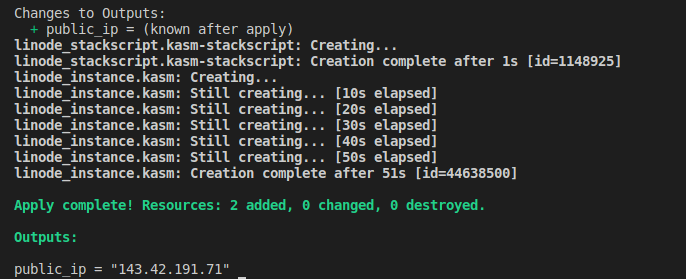 Changes to Outputs:
  + public_ip = (known after apply)
linode_stackscript.kasm-stackscript: Creating...
linode_stackscript.kasm-stackscript: Creation complete after 1s [id=1148925]
linode_instance.kasm: Creating...
linode_instance.kasm: Still creating... [10s elapsed]
linode_instance.kasm: Still creating... [20s elapsed]
linode_instance.kasm: Still creating... [30s elapsed]
linode_instance.kasm: Still creating... [40s elapsed]
linode_instance.kasm: Still creating... [50s elapsed]
linode_instance.kasm: Creation complete after 51s [id=44638500]
Apply complete! Resources: 2 added, 0 changed, 0 destroyed.
Outputs:
public_ip = "143.42.191.71"